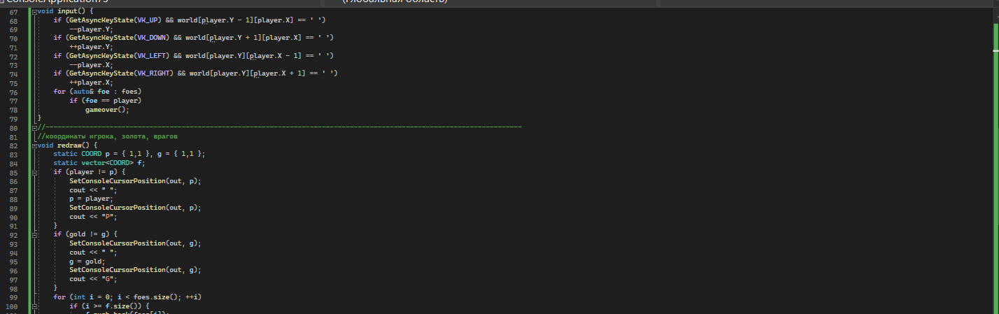 ConsoleApplication75
(Глобальная область)
67 void input() {
68 if (GetAsyncKeyState(VK_UP) && world[player.Y - 1][player.X] == ' ')
69 --player.Y;
70 if (GetAsyncKeyState(VK_DOWN) && world[player.Y + 1][player.X] == ' ')
71 ++player.Y;
72 if (GetAsyncKeyState(VK_LEFT) && world[player.Y][player.X - 1] == ' ')
73 --player.X;
74 if (GetAsyncKeyState(VK_RIGHT) && world[player.Y][player.X + 1] == ' ')
75 ++player.X;
76 for (auto& foe : foes)
77 if (foe == player)
78 gameover();
79 }
80 //----------------------------------------------------------------------------------------------------------------------
81 //координаты игрока, золота, врагов
82 void redraw() {
83 static COORD p = { 1,1 }, g = { 1,1 };
84 static vector<COORD> f;
85 if (player != p) {
86 SetConsoleCursorPosition(out, p);
87 cout << " ";
88 p = player;
89 SetConsoleCursorPosition(out, p);
90 cout << "P";
91 }
92 if (gold != g) {
93 SetConsoleCursorPosition(out, g);
94 cout << " ";
95 g = gold;
96 SetConsoleCursorPosition(out, g);
97 cout << "G";
98 }
99 for (int i = 0; i < foes.size(); ++i)
100 if (i >= f.size()) {